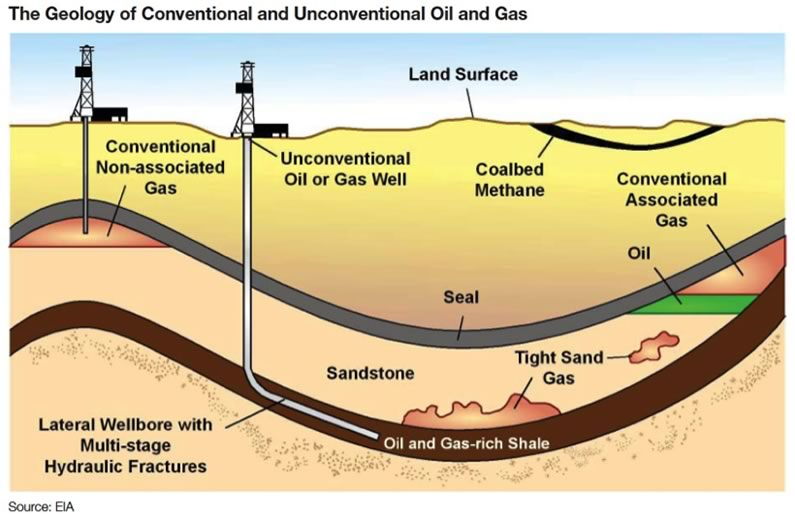 The Geology of Conventional and Unconventional Oil and Gas
Land Surface
Conventional
Non-associated
Gas
Unconventional
Oil or Gas Well
Coalbed
Methane
Conventional
Associated
Gas
Oil
Seal
Sandstone
Tight Sand
Gas
Lateral Wellbore with
Multi-stage
Hydraulic Fractures
Oil and Gas-rich Shale
Source: EIA